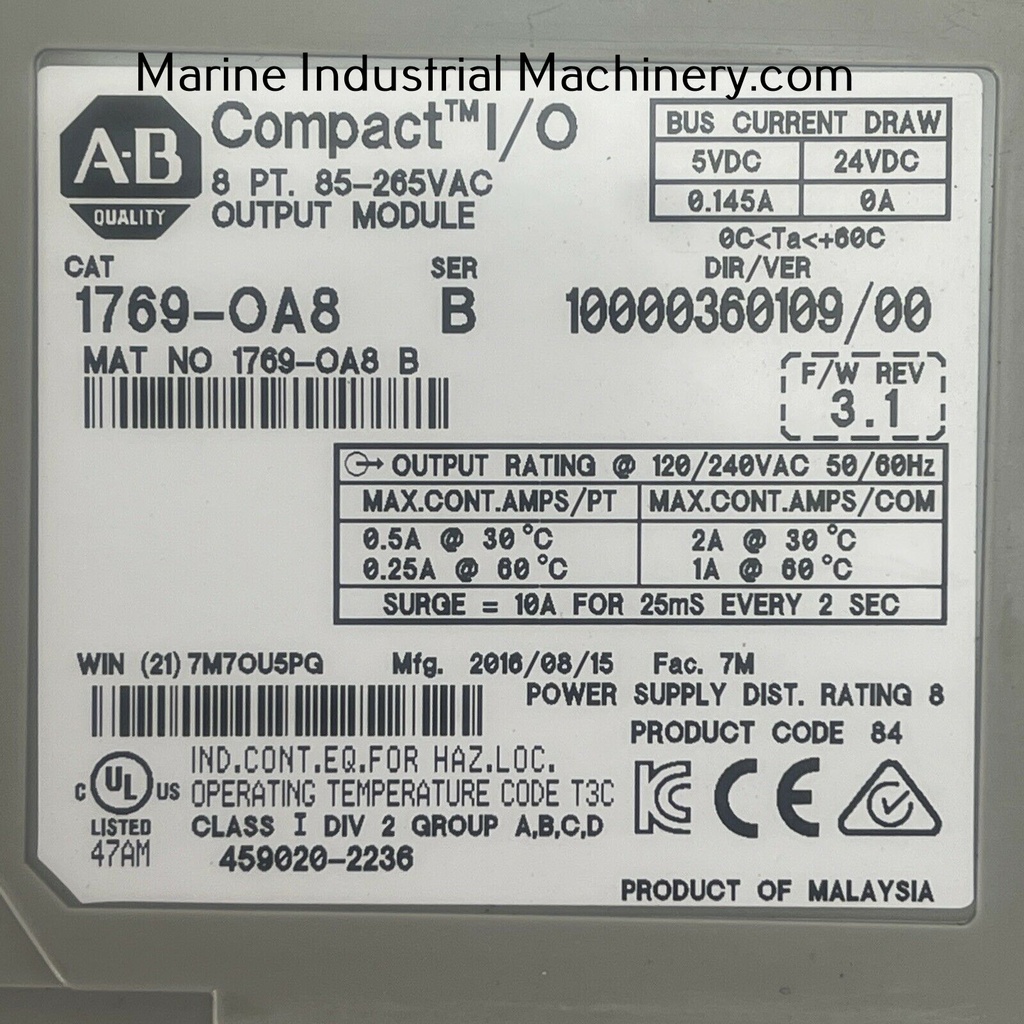 Marine Industrial Machinery.com
A-B
QUALITY
Compact™ I/O
8 PT. 85-265VAC
OUTPUT MODULE
BUS CURRENT DRAW
5VDC 24VDC
0.145A 0A
0C<Ta<+60C
CAT SER DIR/VER
1769-OA8 B 10000360109/00
MAT NO 1769-OA8 B
F/W REV
3.1
OUTPUT RATING @ 120/240VAC 50/60Hz
MAX.CONT.AMPS/PT MAX.CONT.AMPS/COM
0.5A @ 30°C 2A @ 30°C
0.25A @ 60°C 1A @ 60°C
SURGE = 10A FOR 25mS EVERY 2 SEC
WIN (21) 7M7OU5PG Mfg. 2016/08/15 Fac. 7M
POWER SUPPLY DIST. RATING 8
PRODUCT CODE 84
C UL US
LISTED
47AM
IND.CONT.EQ.FOR HAZ.LOC.
OPERATING TEMPERATURE CODE T3C
CLASS I DIV 2 GROUP A,B,C,D
459020-2236
KC CE
PRODUCT OF MALAYSIA